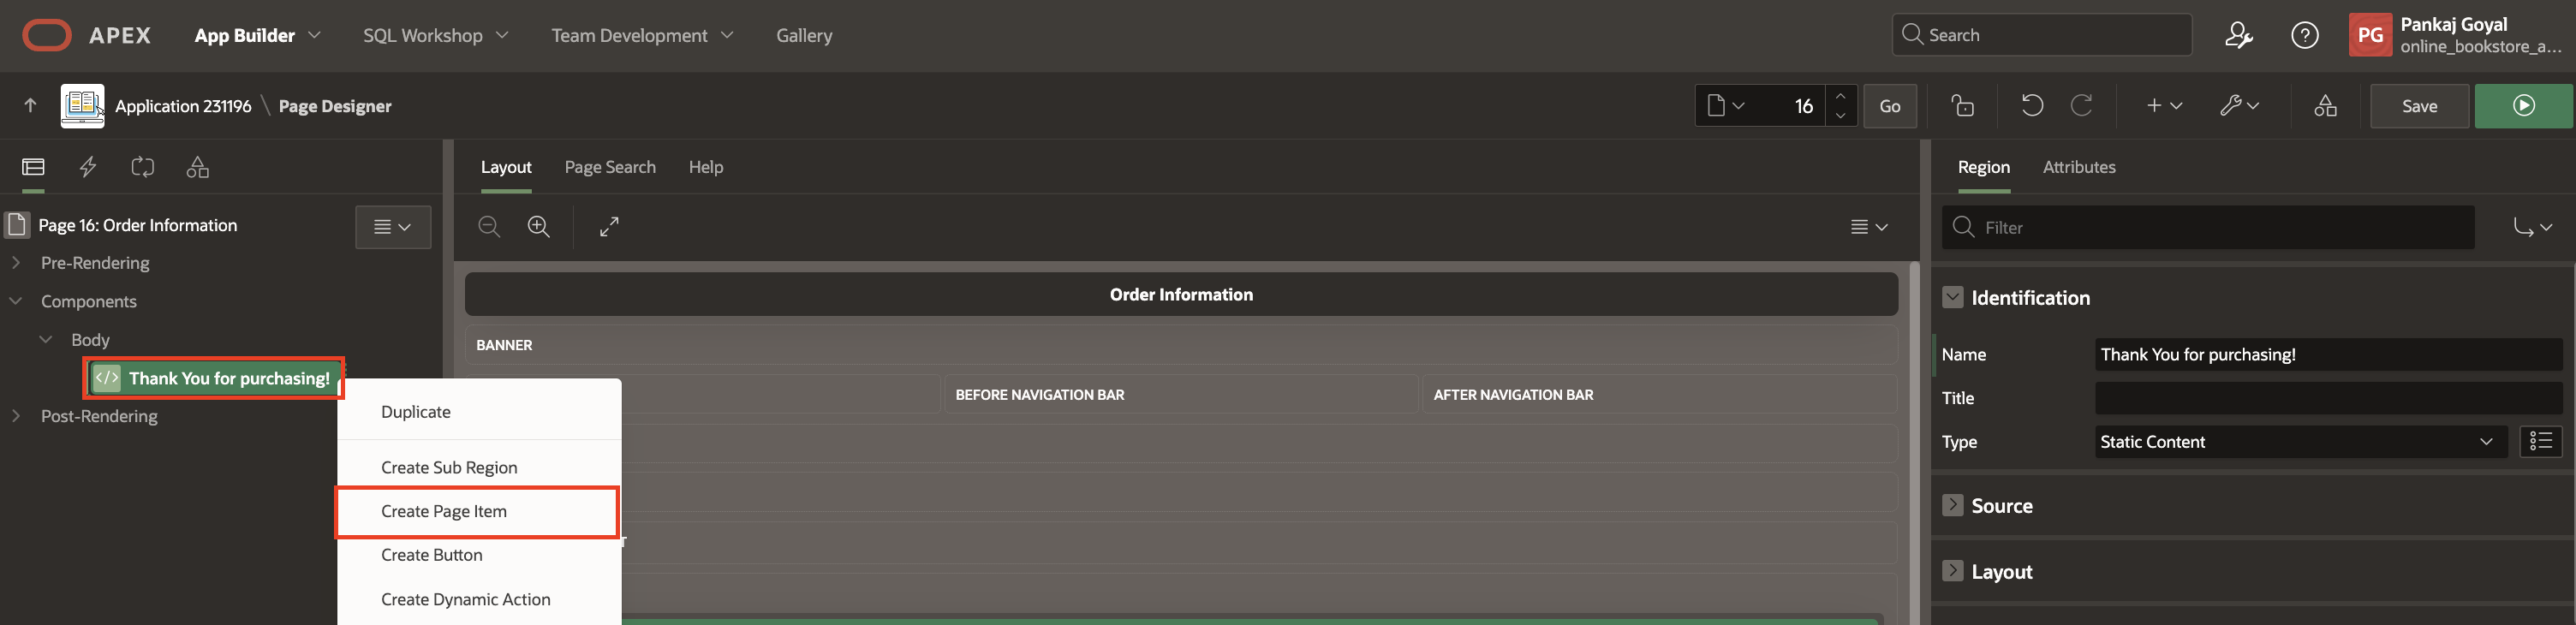 APEX App Builder SQL Workshop Team Development Gallery Search PG Pankaj Goyal
online_bookstore_a...
Application 231196 \ Page Designer 16 Go Save
Layout Page Search Help
Region Attributes
Page 16: Order Information
Filter
Pre-Rendering
Components
Body
</> Thank You for purchasing!
Post-Rendering
Duplicate
Create Sub Region
Create Page Item
Create Button
Create Dynamic Action
Order Information
BANNER
BEFORE NAVIGATION BAR
AFTER NAVIGATION BAR
T
Identification
Name Thank You for purchasing!
Title
Type Static Content
Source
Layout